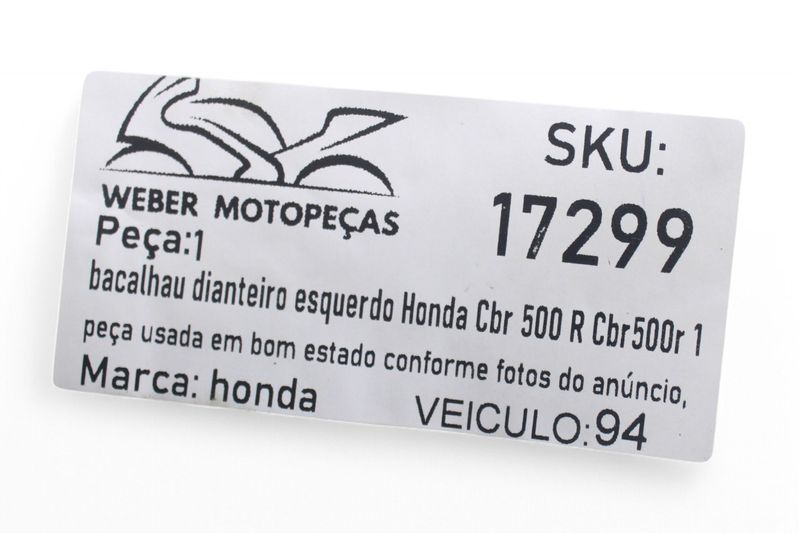 WEBER MOTOPEÇAS
SKU:
17299
Peça:1
bacalhau dianteiro esquerdo Honda Cbr 500 R Cbr500r 1
peça usada em bom estado conforme fotos do anúncio,
Marca: honda
VEICULO:94